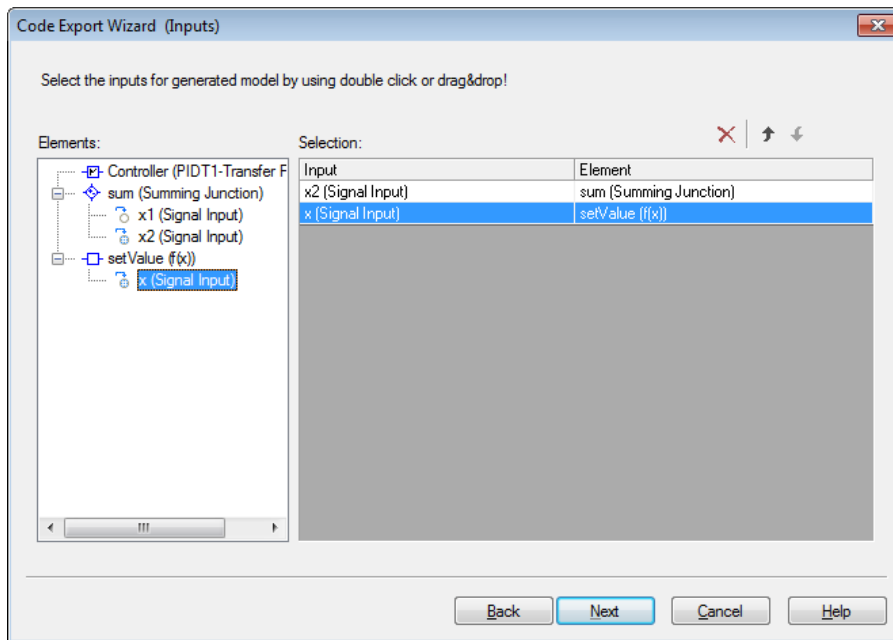 Code Export Wizard (Inputs)
Select the inputs for generated model by using double click or drag&drop!
Elements:
Selection:
Controller (PIDT1-Transfer F
sum (Summing Junction)
x1 (Signal Input)
x2 (Signal Input)
setValue (f(x))
x (Signal Input)
Input Element
x2 (Signal Input) sum (Summing Junction)
x (Signal Input) setValue (f(x))
Back Next Cancel Help